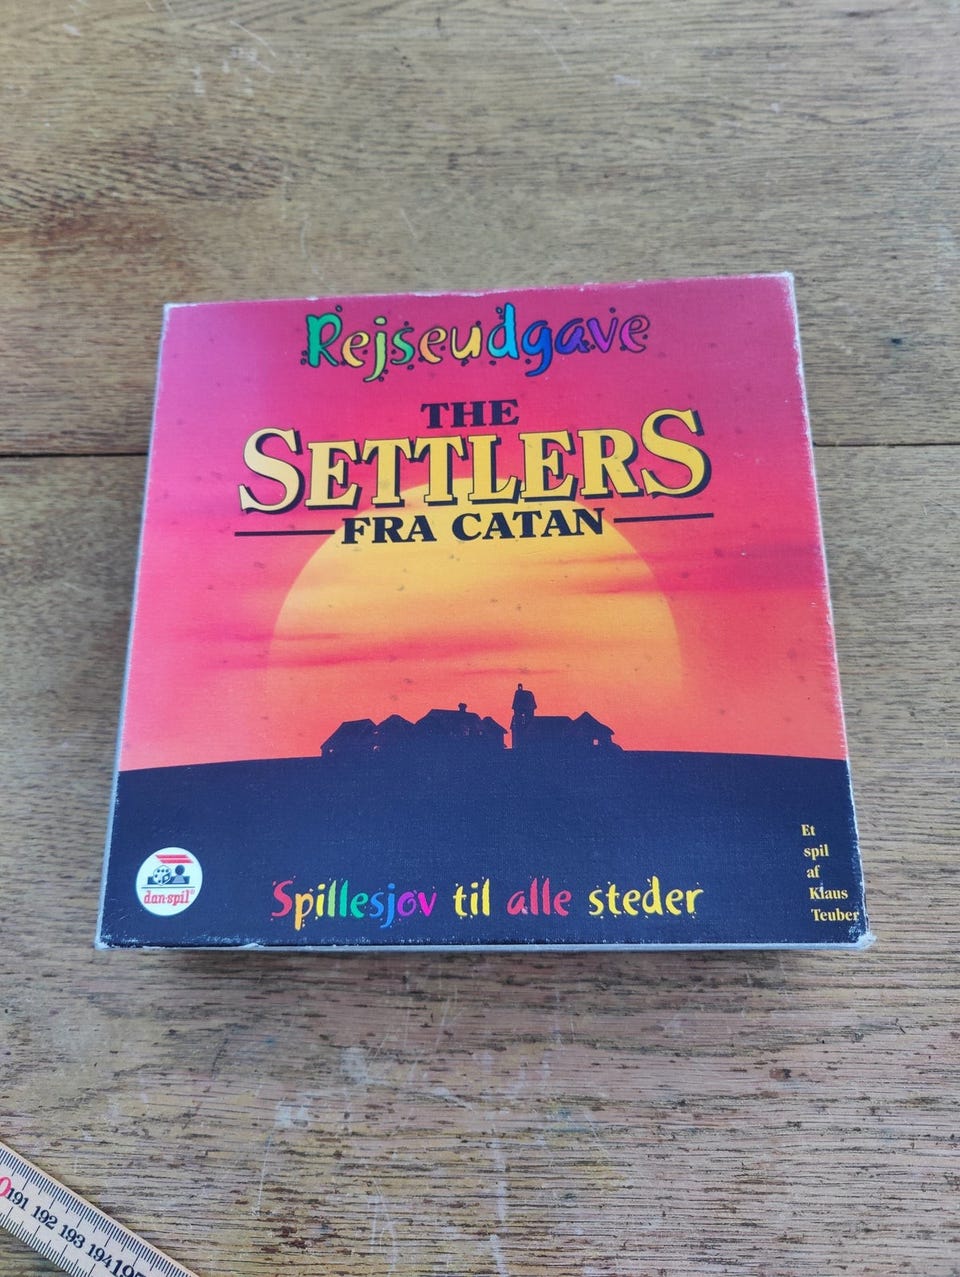 Rejseudgave
THE
SETTLERS
FRA CATAN
Et
spil
af
Klaus
Teuber
dan-spil®
Spillesjov til alle steder
191 192 193 194 195